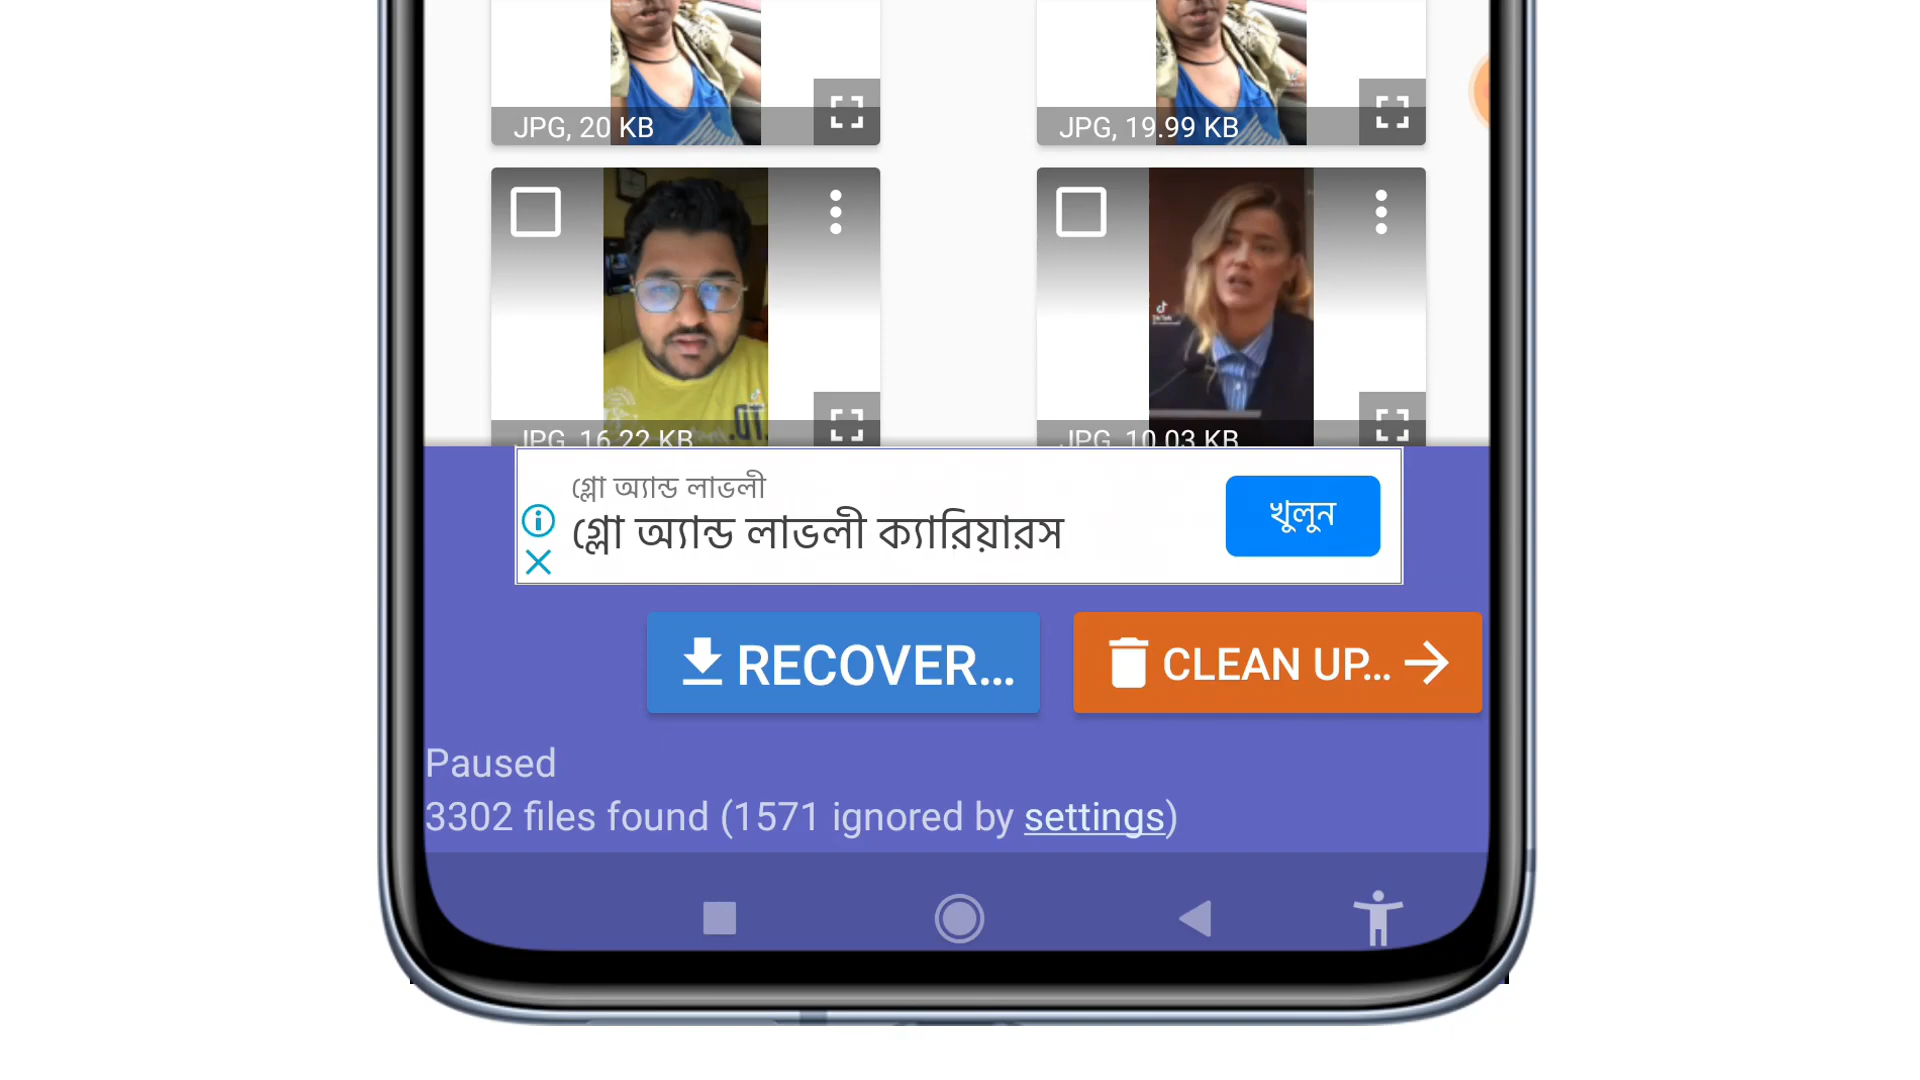 JPG, 20 KB
JPG, 19.99 KB
JPG, 16.22 KB
JPG, 10.03 KB
গ্লো অ্যান্ড লাভলী
গ্লো অ্যান্ড লাভলী ক্যারিয়ারস
খুলুন
RECOVER...
CLEAN UP...
Paused
3302 files found (1571 ignored by settings)